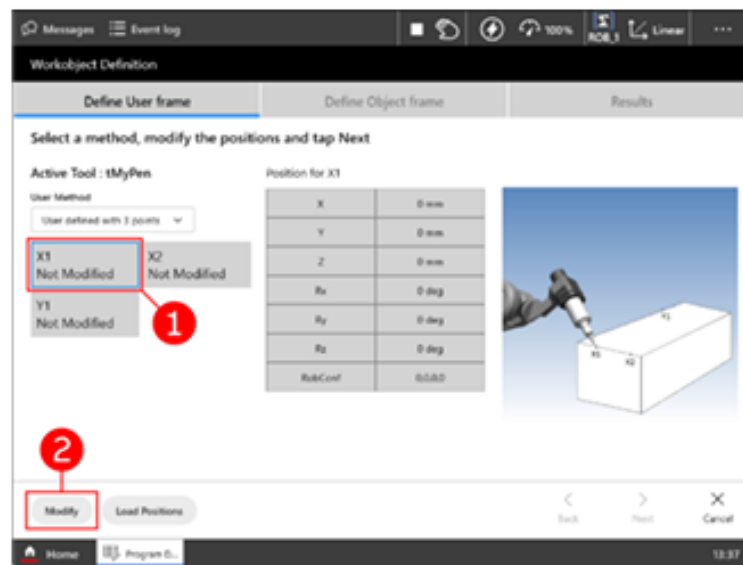 Messages Event log 100% ROB_1 Linear ...
Workobject Definition
Define User frame Define Object frame Results
Select a method, modify the positions and tap Next
Active Tool : tMyPen Position for X1
User Method
User defined with 3 points
X1 X2
Not Modified Not Modified
Y1
Not Modified
1
X 0 mm
Y 0 mm
Z 0 mm
Rx 0 deg
Ry 0 deg
Rz 0 deg
RobConf 0,0,0,0
Y1
X1 X2
2
Modify Load Positions Back Next Cancel
Home Program D... 13:37